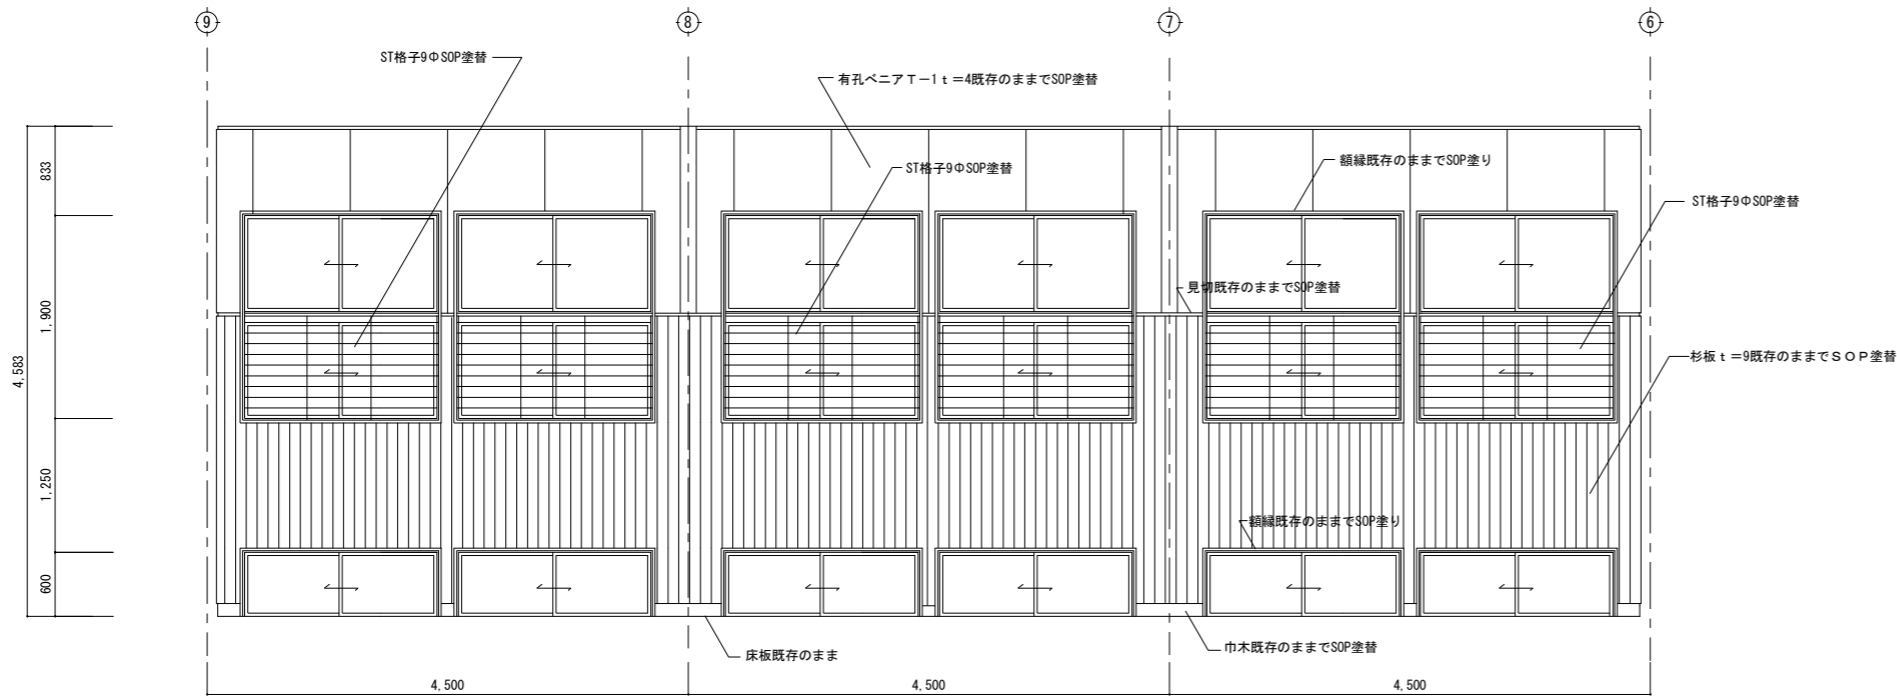 9
8
7
6
ST格子9ΦSOP塗替
有孔ベニアT-1t=4既存のままでSOP塗替
ST格子9ΦSOP塗替
額縁既存のままでSOP塗り
ST格子9ΦSOP塗替
見切既存のままでSOP塗替
杉板t=9既存のままでSOP塗替
額縁既存のままでSOP塗り
巾木既存のままでSOP塗替
床板既存のまま
833
1,900
4,583
1,250
600
4,500
4,500
4,500